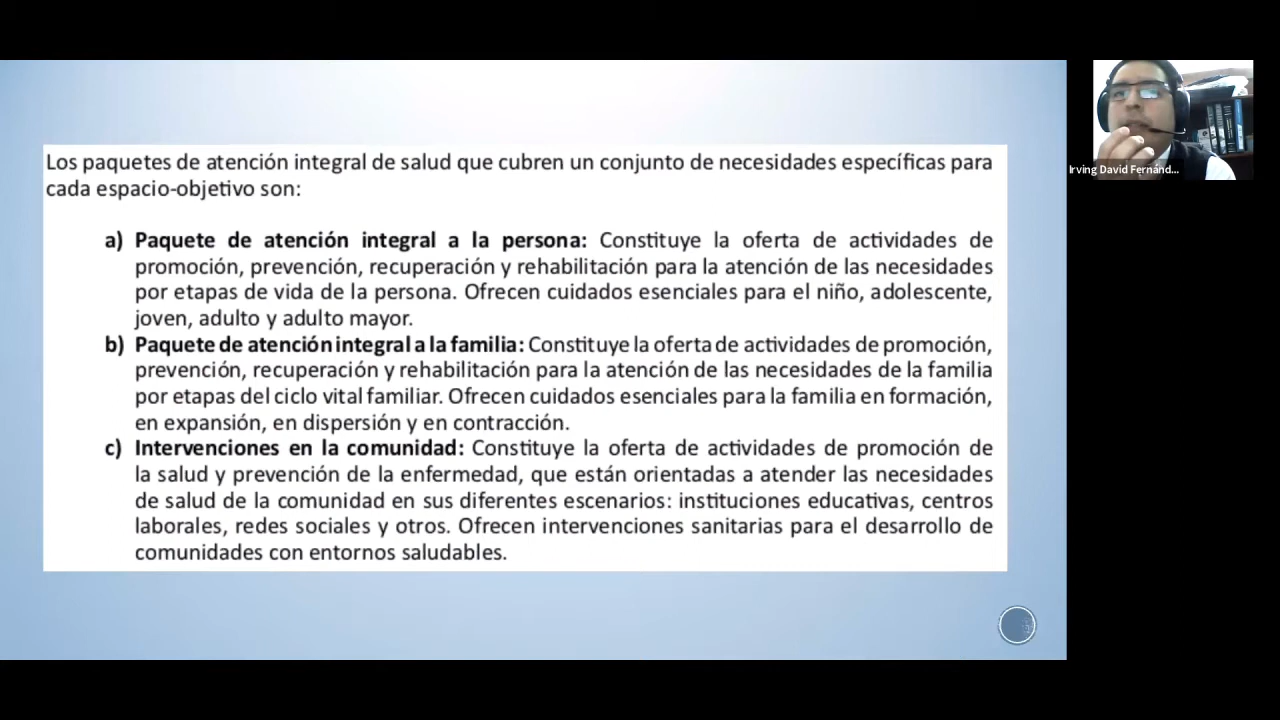 Los paquetes de atención integral de salud que cubren un conjunto de necesidades específicas para
cada espacio-objetivo son:
a) Paquete de atención integral a la persona: Constituye la oferta de actividades de
promoción, prevención, recuperación y rehabilitación para la atención de las necesidades
por etapas de vida de la persona. Ofrecen cuidados esenciales para el niño, adolescente,
joven, adulto y adulto mayor.
b) Paquete de atención integral a la familia: Constituye la oferta de actividades de promoción,
prevención, recuperación y rehabilitación para la atención de las necesidades de la familia
por etapas del ciclo vital familiar. Ofrecen cuidados esenciales para la familia en formación,
en expansión, en dispersión y en contracción.
c) Intervenciones en la comunidad: Constituye la oferta de actividades de promoción de
la salud y prevención de la enfermedad, que están orientadas a atender las necesidades
de salud de la comunidad en sus diferentes escenarios: instituciones educativas, centros
laborales, redes sociales y otros. Ofrecen intervenciones sanitarias para el desarrollo de
comunidades con entornos saludables.
Irving David Fernánd...